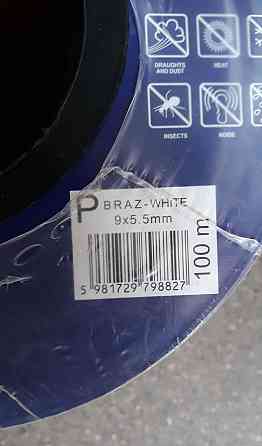 DRAUGHTS
AND DUST
HEAT
INSECTS
NOISE
P BRAZ-WHITE
9x5.5mm
100 m
5 981729 798827